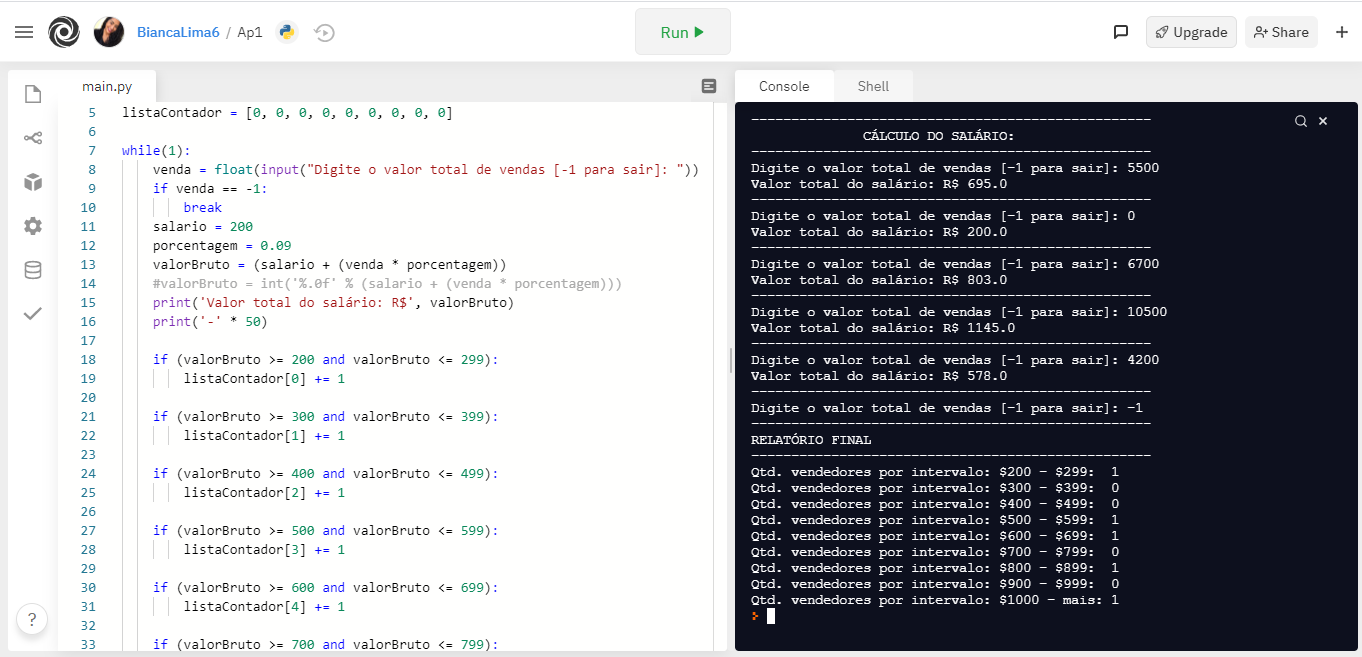 BiancaLima6 / Ap1
Run
Upgrade
Share
main.py
5 listaContador = [0, 0, 0, 0, 0, 0, 0, 0, 0]
6
7 while(1):
8 venda = float(input("Digite o valor total de vendas [-1 para sair]: "))
9 if venda == -1:
10 break
11 salario = 200
12 porcentagem = 0.09
13 valorBruto = (salario + (venda * porcentagem))
14 #valorBruto = int('%.0f' % (salario + (venda * porcentagem)))
15 print('Valor total do salário: R$', valorBruto)
16 print('-' * 50)
17
18 if (valorBruto >= 200 and valorBruto <= 299):
19 listaContador[0] += 1
20
21 if (valorBruto >= 300 and valorBruto <= 399):
22 listaContador[1] += 1
23
24 if (valorBruto >= 400 and valorBruto <= 499):
25 listaContador[2] += 1
26
27 if (valorBruto >= 500 and valorBruto <= 599):
28 listaContador[3] += 1
29
30 if (valorBruto >= 600 and valorBruto <= 699):
31 listaContador[4] += 1
32
33 if (valorBruto >= 700 and valorBruto <= 799):
?
Console Shell
--------------------------------------------------
CÁLCULO DO SALÁRIO:
--------------------------------------------------
Digite o valor total de vendas [-1 para sair]: 5500
Valor total do salário: R$ 695.0
--------------------------------------------------
Digite o valor total de vendas [-1 para sair]: 0
Valor total do salário: R$ 200.0
--------------------------------------------------
Digite o valor total de vendas [-1 para sair]: 6700
Valor total do salário: R$ 803.0
--------------------------------------------------
Digite o valor total de vendas [-1 para sair]: 10500
Valor total do salário: R$ 1145.0
--------------------------------------------------
Digite o valor total de vendas [-1 para sair]: 4200
Valor total do salário: R$ 578.0
--------------------------------------------------
Digite o valor total de vendas [-1 para sair]: -1
--------------------------------------------------
RELATÓRIO FINAL
--------------------------------------------------
Qtd. vendedores por intervalo: $200 - $299: 1
Qtd. vendedores por intervalo: $300 - $399: 0
Qtd. vendedores por intervalo: $400 - $499: 0
Qtd. vendedores por intervalo: $500 - $599: 1
Qtd. vendedores por intervalo: $600 - $699: 1
Qtd. vendedores por intervalo: $700 - $799: 0
Qtd. vendedores por intervalo: $800 - $899: 1
Qtd. vendedores por intervalo: $900 - $999: 0
Qtd. vendedores por intervalo: $1000 - mais: 1